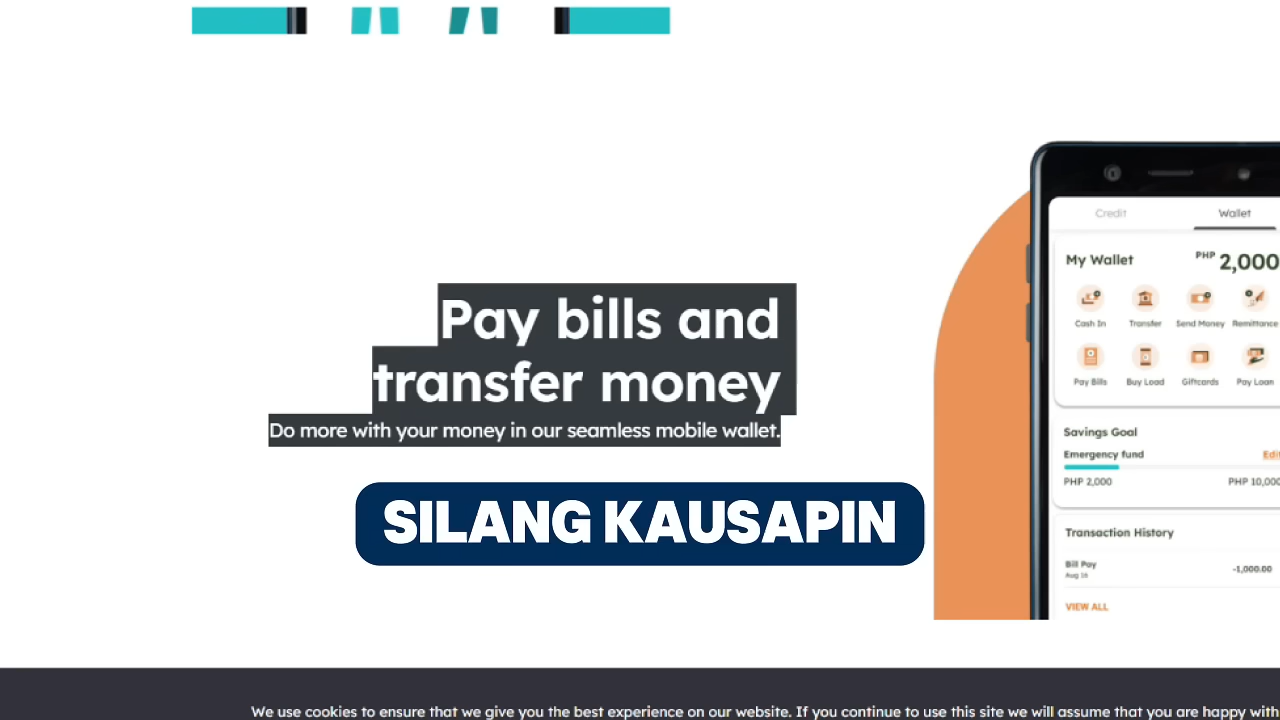 Pay bills and
transfer money
Do more with your money in our seamless mobile wallet.
SILANG KAUSAPIN
Credit Wallet
My Wallet PHP 2,000
Cash In Transfer Send Money Remittance
Pay Bills Buy Load Giftcards Pay Loan
Savings Goal
Emergency fund Edit
PHP 2,000 PHP 10,000
Transaction History
Bill Pay -1,000.00
Aug 16
VIEW ALL
We use cookies to ensure that we give you the best experience on our website. If you continue to use this site we will assume that you are happy with